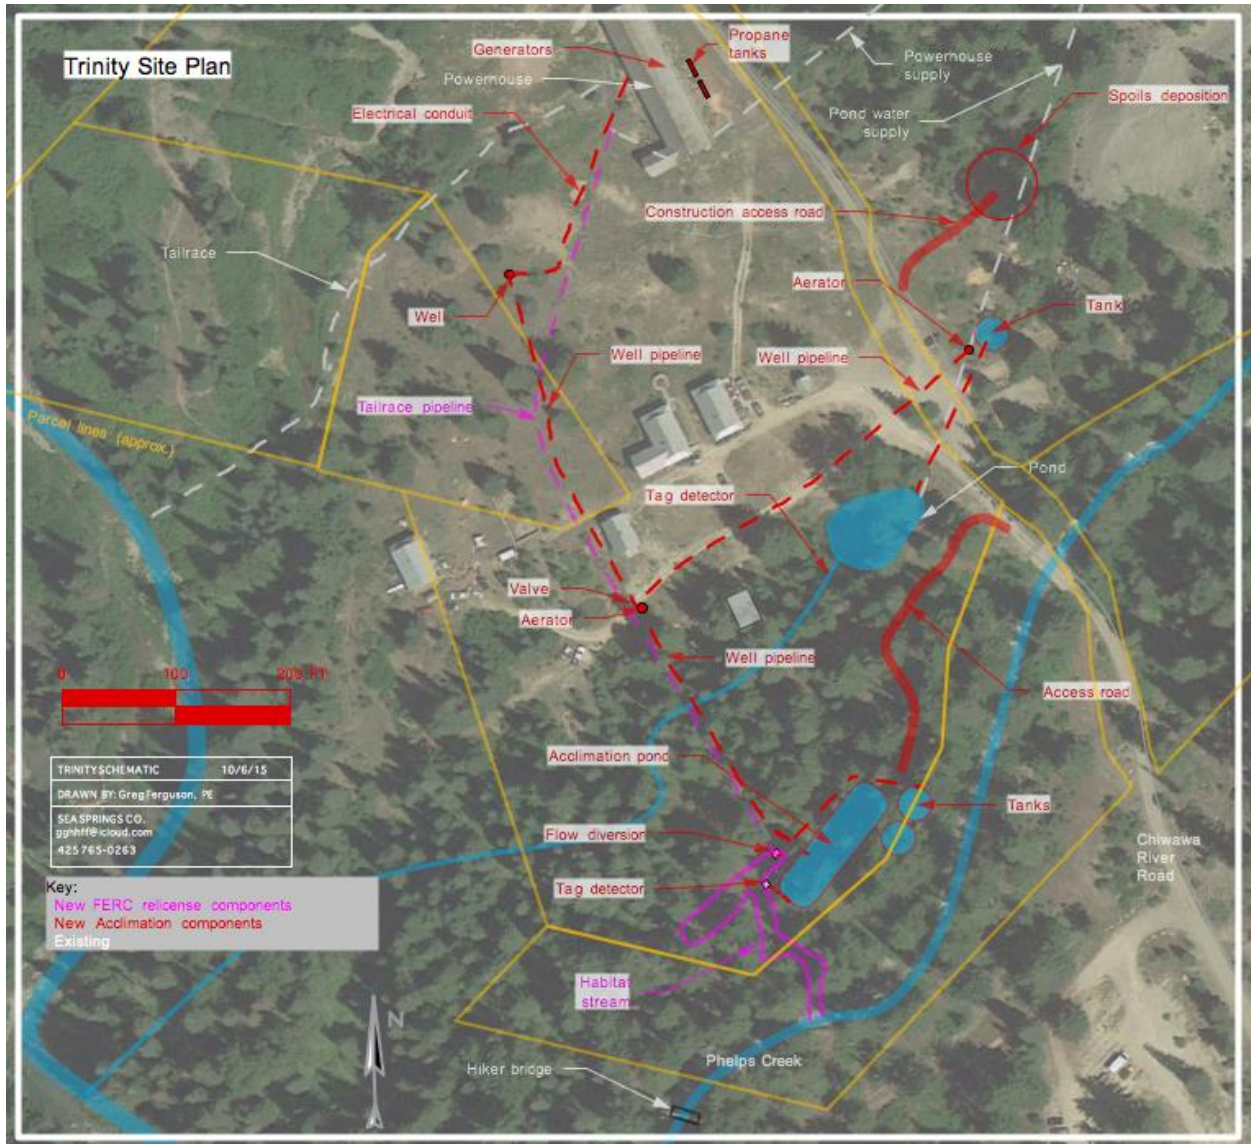 Trinity Site Plan
Generators
Propane
tanks
Powerhouse
Powerhouse
supply
Electrical conduit
Pond water
supply
Spoils deposition
Construction access road
Tailrace
Aerator
Well
Tank
Well pipeline
Well pipeline
Tailrace pipeline
Parcel lines (approx.)
Tag detector
Pond
Valve
Aerator
Well pipeline
Access road
0 100 200 FT
Acclimation pond
TRINITY SCHEMATIC 10/6/15
DRAWN BY: Greg Ferguson, PE
SEA SPRINGS CO.
pghhff@icloud.com
425 765-0263
Tanks
Flow diversion
Chiwawa
River
Road
Tag detector
Key:
New FERC relicense components
New Acclimation components
Existing
Habitat
stream
N
Phelps Creek
Hiker bridge